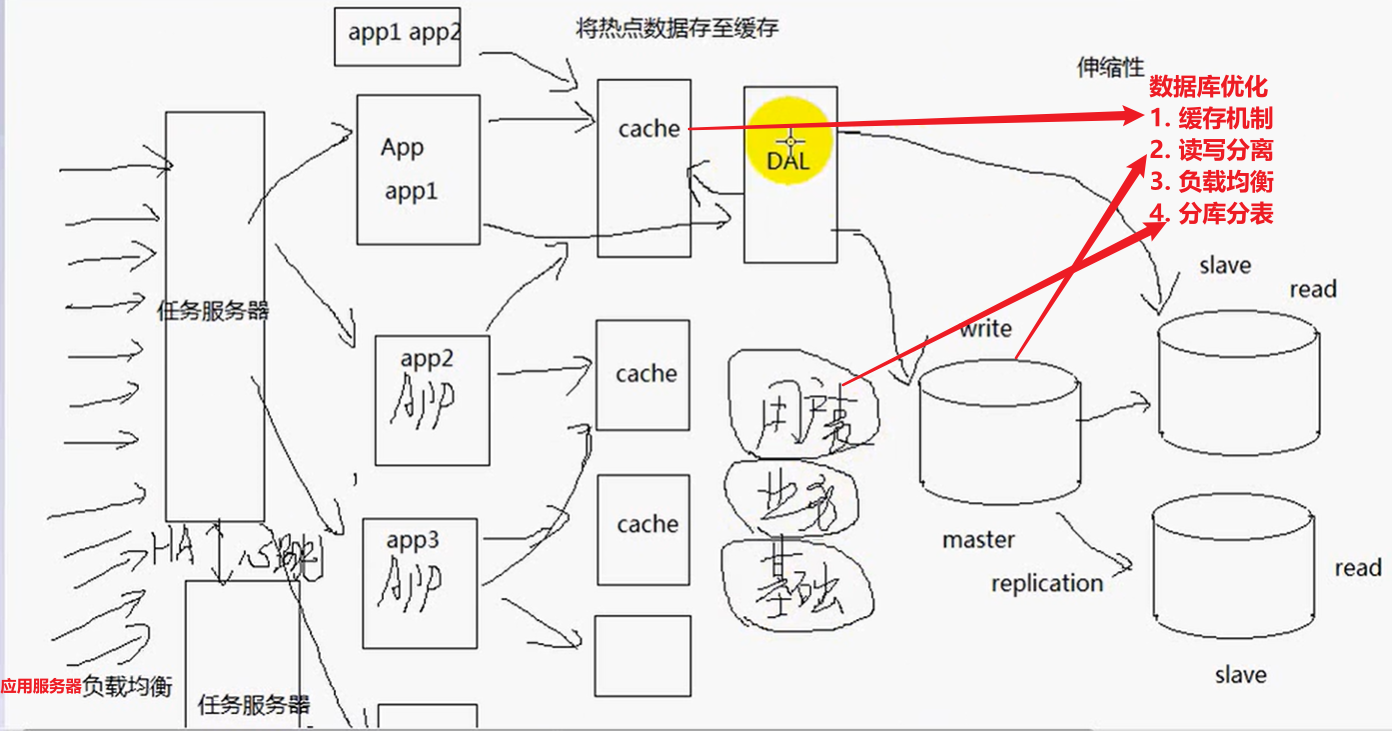 app1 app2
将热点数据存至缓存
伸缩性
数据库优化
1. 缓存机制
2. 读写分离
3. 负载均衡
4. 分库分表
App
app1
cache
DAL
任务服务器
slave
read
write
app2
APP
cache
用户表
业务
master
replication
app3
APP
cache
基础
read
slave
HA
心跳
应用服务器负载均衡
任务服务器